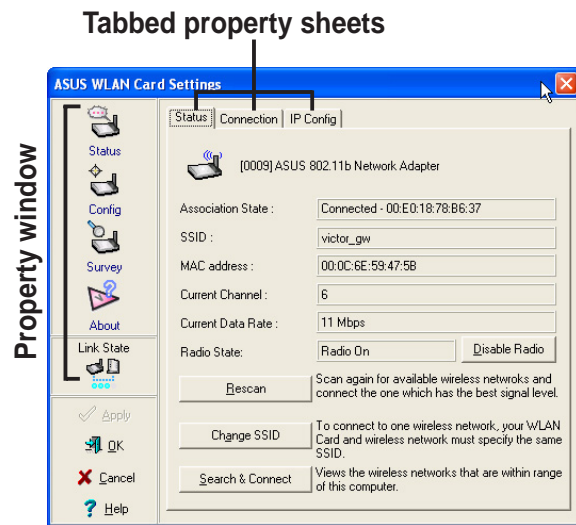 Tabbed property sheets
ASUS WLAN Card Settings
Property window
Status
Config
Survey
About
Link State
Apply
OK
Cancel
Help
Status Connection IP Config
[0009] ASUS 802.11b Network Adapter
Association State : Connected - 00:E0:18:78:B6:37
SSID : victor_gw
MAC address : 00:0C:6E:59:47:5B
Current Channel : 6
Current Data Rate : 11 Mbps
Radio State: Radio On Disable Radio
Rescan
Scan again for available wireless netwroks and
connect the one which has the best signal level.
Change SSID
To connect to one wireless network, your WLAN
Card and wireless network must specify the same
SSID.
Search & Connect
Views the wireless networks that are within range
of this computer.